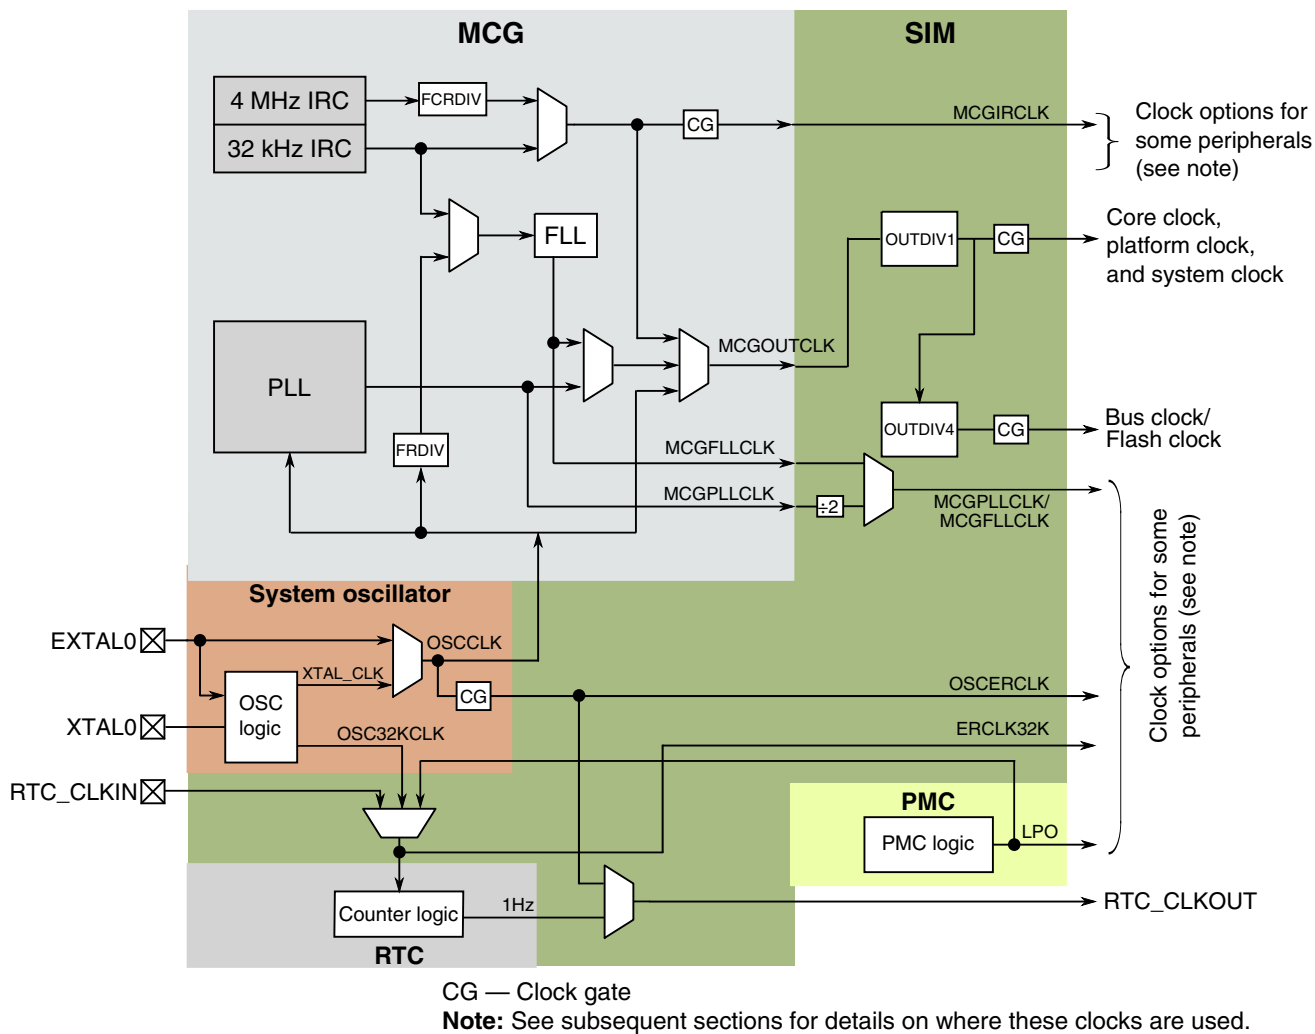 MCG
SIM
4 MHz IRC
FCRDIV
32 kHz IRC
CG
MCGIRCLK
Clock options for
some peripherals
(see note)
FLL
OUTDIV1
CG
Core clock,
platform clock,
and system clock
PLL
MCGOUTCLK
FRDIV
OUTDIV4
CG
Bus clock/
Flash clock
MCGFLLCLK
MCGPLLCLK
÷2
MCGPLLCLK/
MCGFLLCLK
Clock options for some
peripherals (see note)
System oscillator
EXTAL0
OSCCLK
XTAL_CLK
OSC
logic
CG
OSCERCLK
XTAL0
OSC32KCLK
ERCLK32K
RTC_CLKIN
PMC
PMC logic
LPO
Counter logic
1Hz
RTC_CLKOUT
RTC
CG — Clock gate
Note: See subsequent sections for details on where these clocks are used.